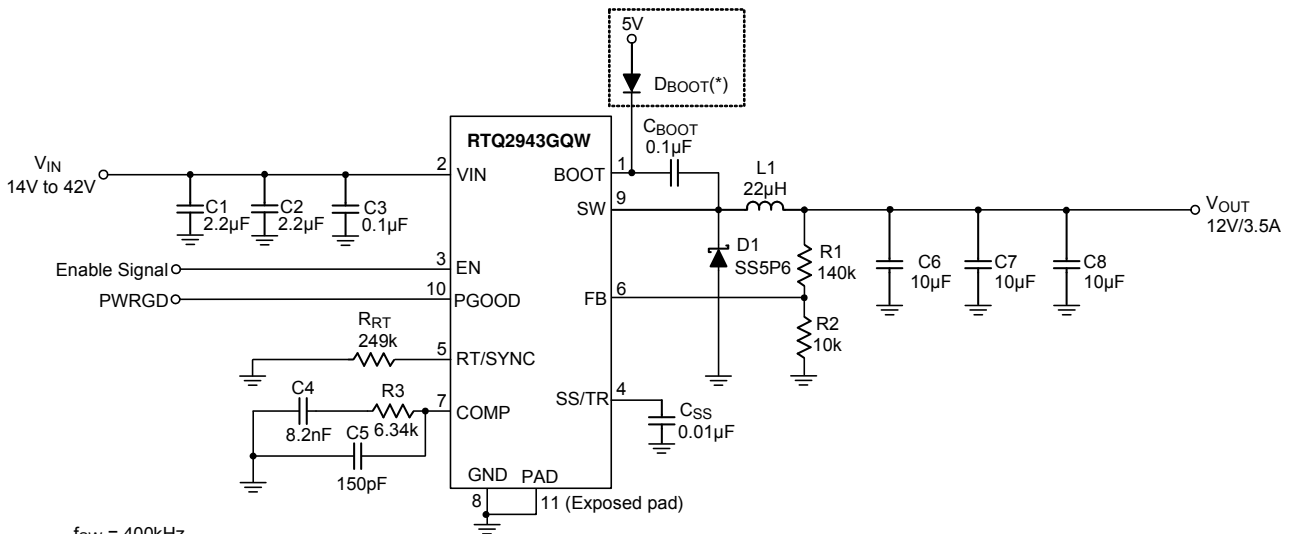 5V
DBOOT(*)
RTQ2943GQW
CBOOT
0.1µF
VIN
14V to 42V
2
VIN
BOOT
1
L1
22µH
SW
9
VOUT
12V/3.5A
C1
2.2µF
C2
2.2µF
C3
0.1µF
D1
SS5P6
R1
140k
C6
10µF
C7
10µF
C8
10µF
Enable Signal
3
EN
PWRGD
10
PGOOD
FB
6
R2
10k
RRT
249k
5
RT/SYNC
C4
8.2nF
R3
6.34k
7
COMP
SS/TR
4
CSS
0.01µF
C5
150pF
GND
PAD
8
11 (Exposed pad)